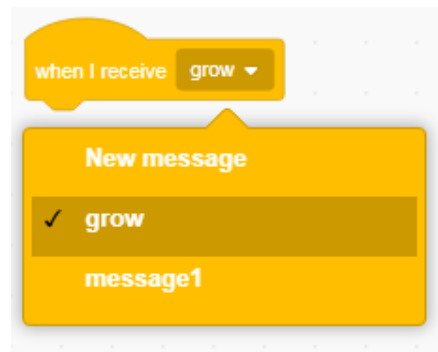 when I receive grow
New message
✓ grow
message1